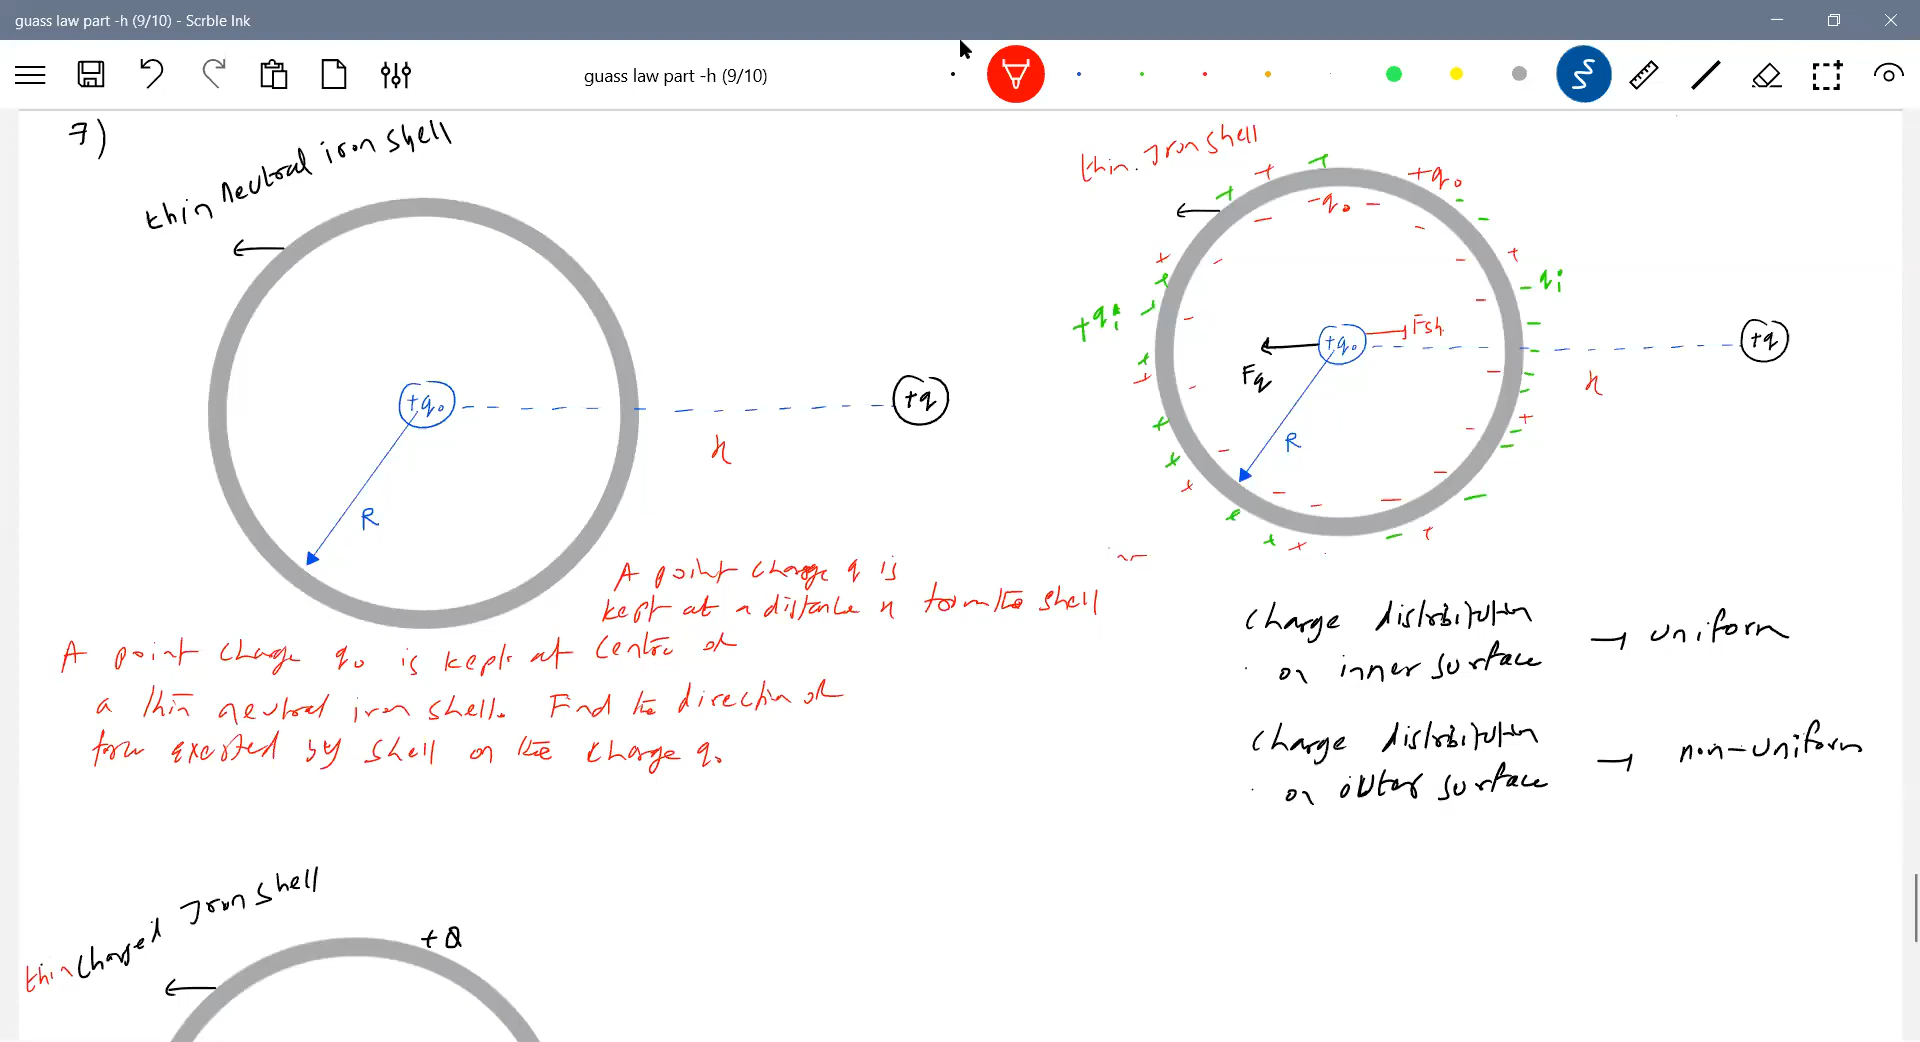 guass law part -h (9/10) - Scrble Ink
guass law part -h (9/10)
7)
thin Neutral iron shell
+q₀
+q
x
R
A point charge q is
kept at a distance x from the shell
A point charge q₀ is kept at centre of
a thin neutral iron shell. Find the direction of
force exerted by shell on the charge q₀
thin Iron shell
+q₀
-q₀
-qi
+qi
Fsh
+q₀
+q
Fq
x
R
charge distribution
on inner surface → uniform
charge distribution
on outer surface → non-uniform
thin charged Iron shell
+Q